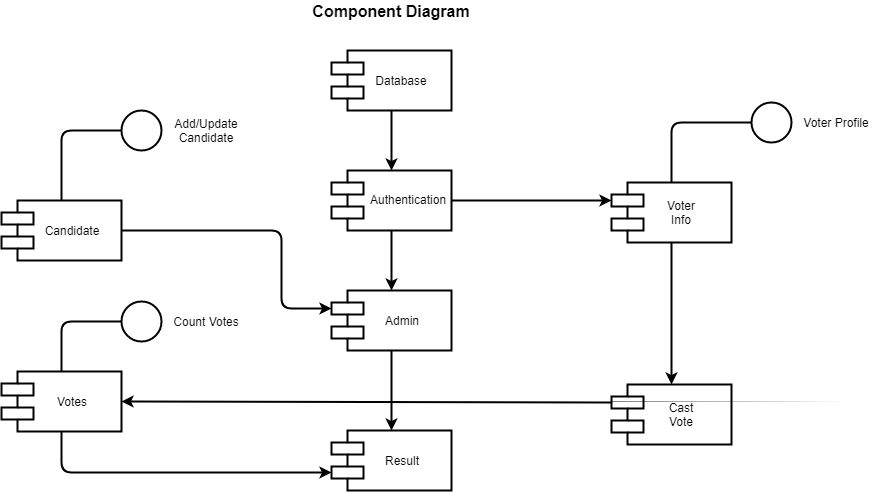 Component Diagram
Database
Add/Update
Candidate
Voter Profile
Authentication
Voter
Info
Candidate
Admin
Count Votes
Votes
Cast
Vote
Result